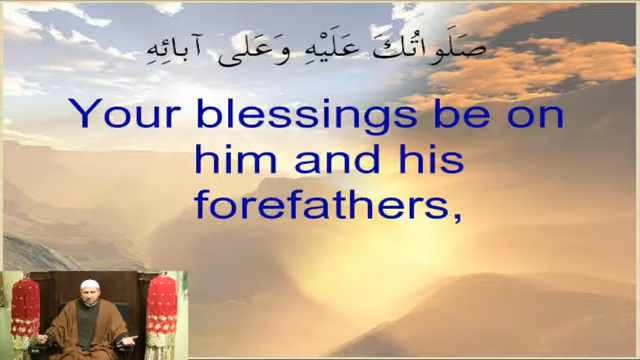 صَلَواتُكَ عَلَيْهِ وَعَلى آبائِهِ
Your blessings be on
him and his
forefathers,